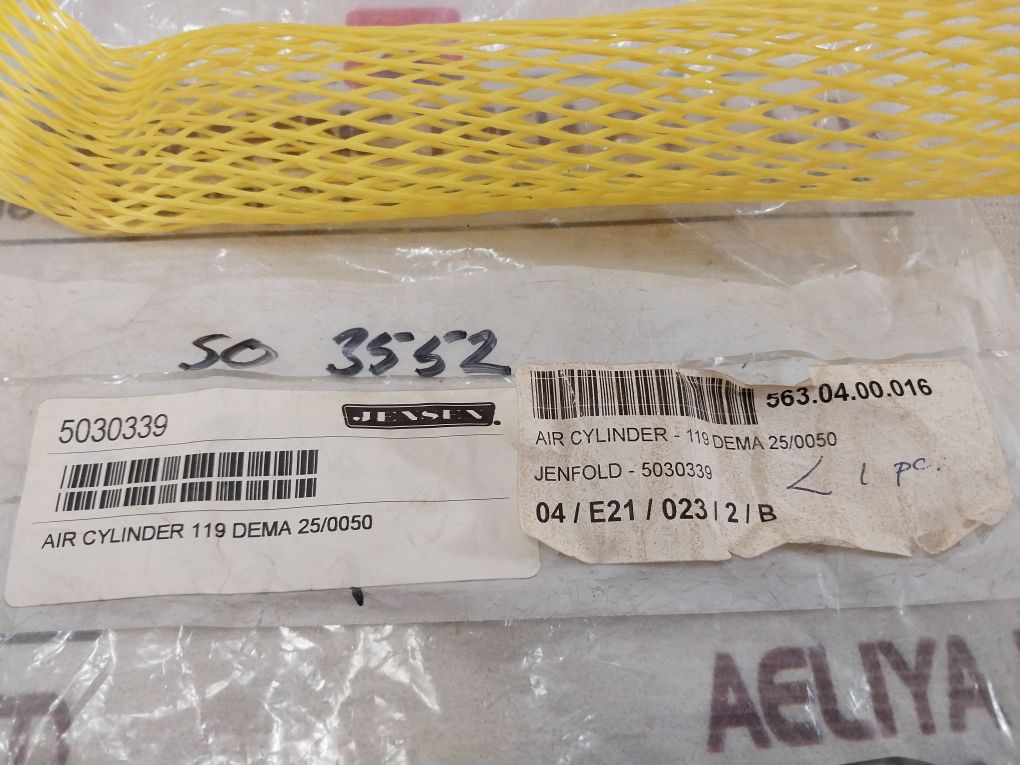 SO 3552
5030339
JENSEN
AIR CYLINDER 119 DEMA 25/0050
563.04.00.016
AIR CYLINDER - 119 DEMA 25/0050
JENFOLD - 5030339
1 pc.
04 / E21 / 023 / 2 / B
AELIYA